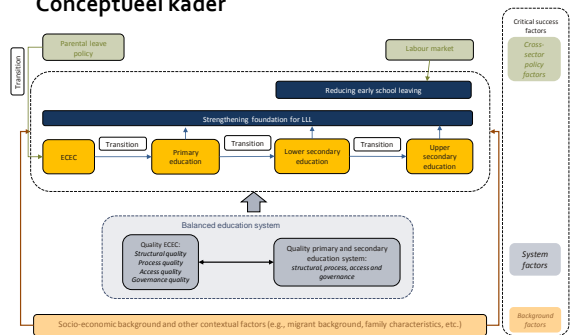 Conceptueel kader
Critical success
factors
Parental leave
policy
Labour market
Cross-
sector
policy
factors
Transition
Reducing early school leaving
Strengthening foundation for LLL
Transition
Transition
Transition
ECEC
Primary
education
Lower secondary
education
Upper
secondary
education
Balanced education system
Quality ECEC:
Structural quality
Process quality
Access quality
Governance quality
Quality primary and secondary
education system:
structural, process, access and
governance
System
factors
Socio-economic background and other contextual factors (e.g., migrant background, family characteristics, etc.)
Background
factors